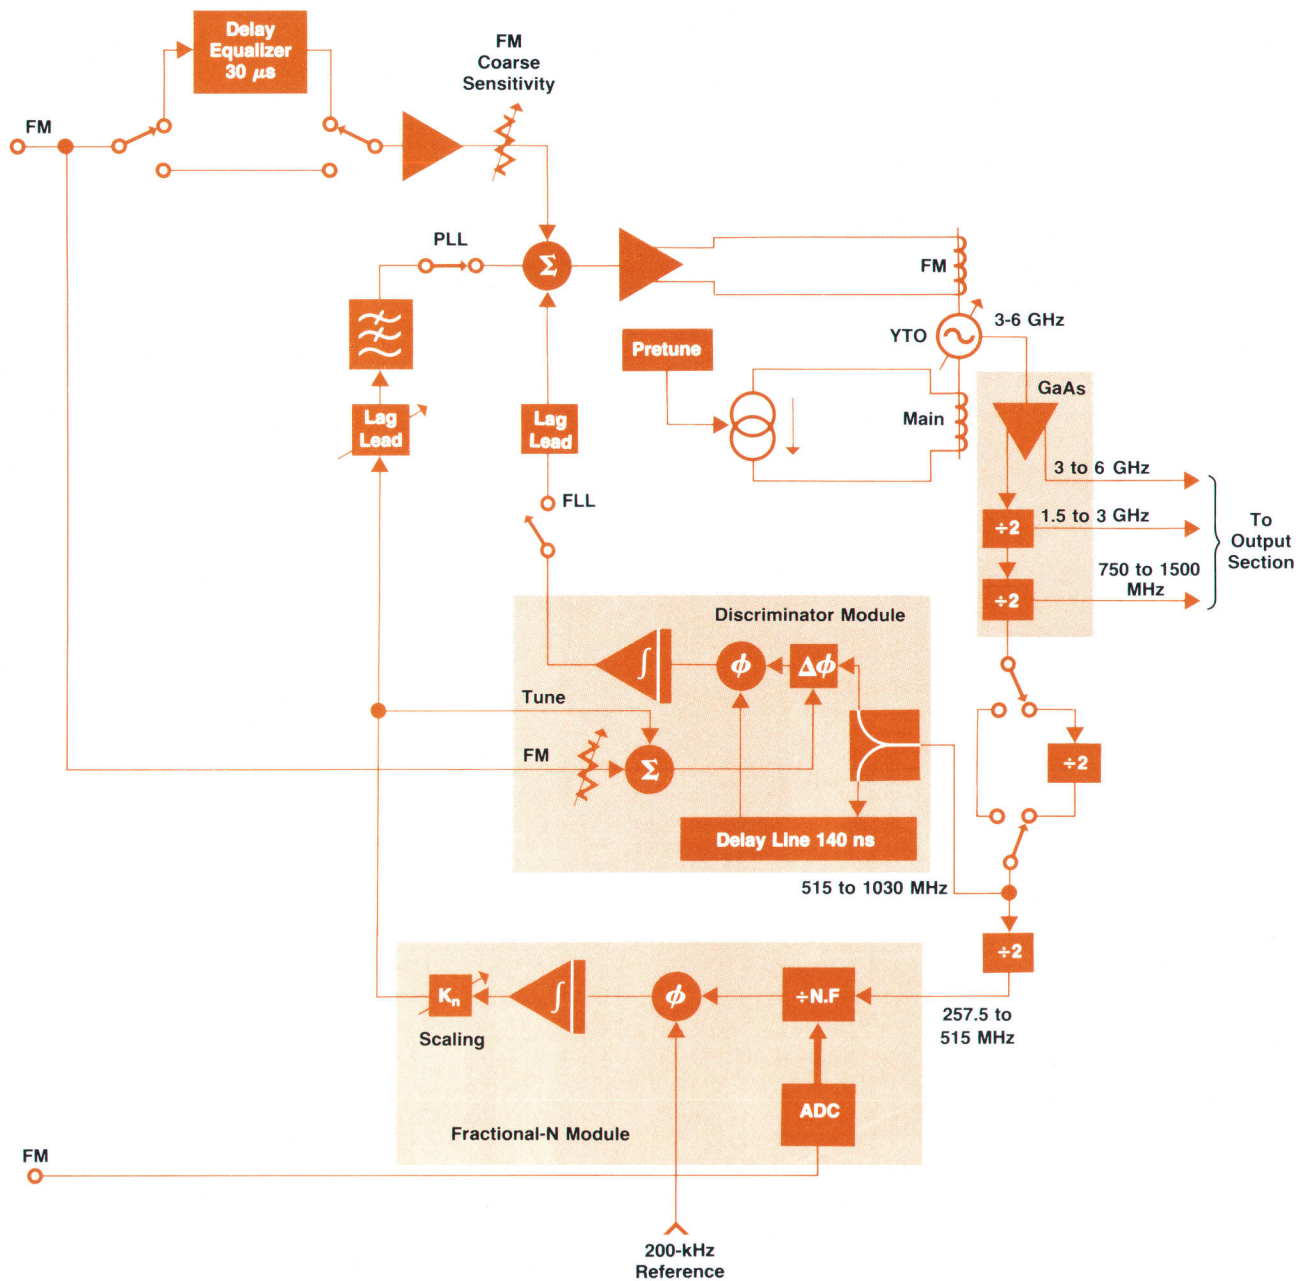 Delay
Equalizer
30 μs
FM
Coarse
Sensitivity
FM
PLL
Σ
FM
3-6 GHz
YTO
Pretune
GaAs
Lag
Lead
Lag
Lead
Main
3 to 6 GHz
FLL
÷2
1.5 to 3 GHz
To
Output
Section
÷2
750 to 1500
MHz
Discriminator Module
∫
ϕ
Δϕ
Tune
FM
Σ
÷2
Delay Line 140 ns
515 to 1030 MHz
÷2
Kn
∫
ϕ
÷N.F
257.5 to
515 MHz
Scaling
ADC
Fractional-N Module
FM
200-kHz
Reference